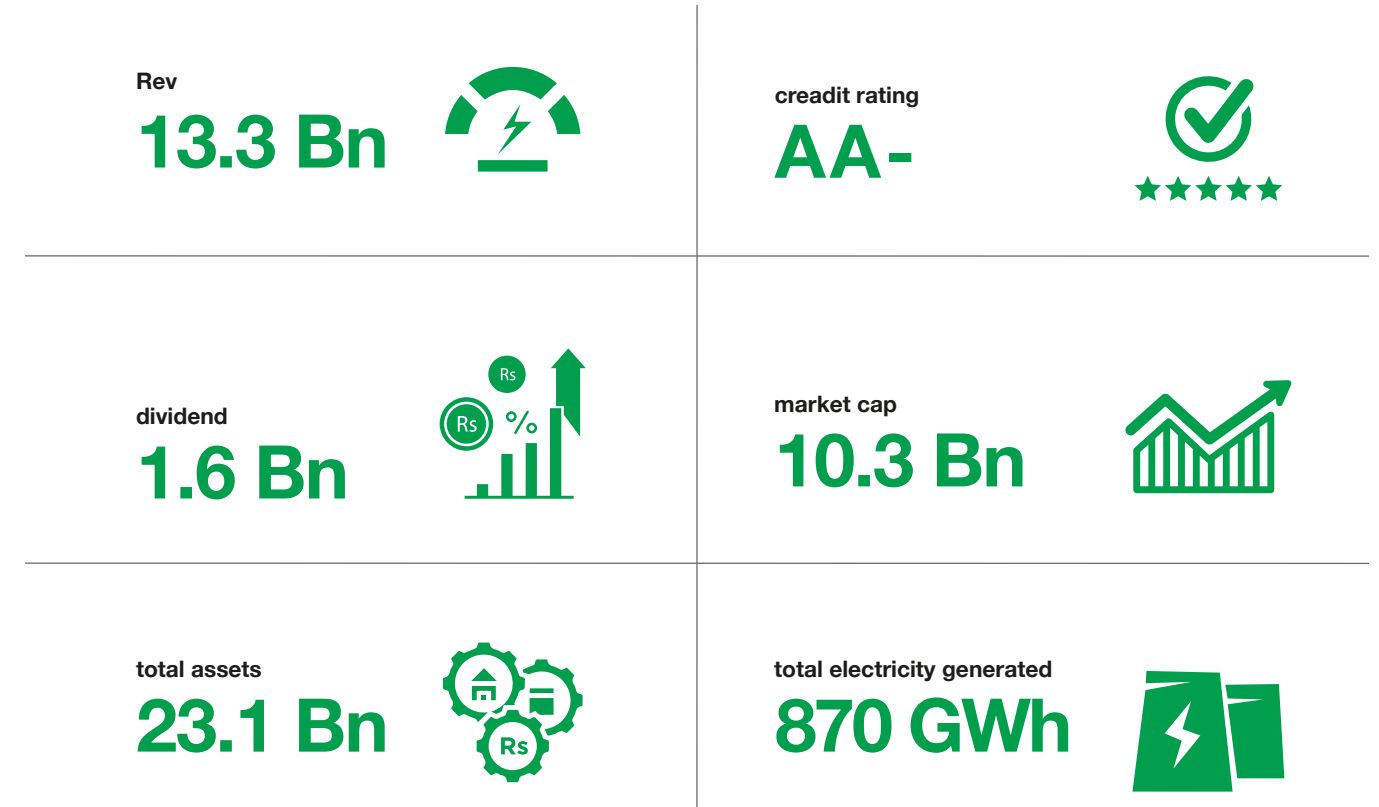 Rev
13.3 Bn
creadit rating
AA-
dividend
1.6 Bn
Rs
Rs
%
market cap
10.3 Bn
total assets
23.1 Bn
Rs
total electricity generated
870 GWh